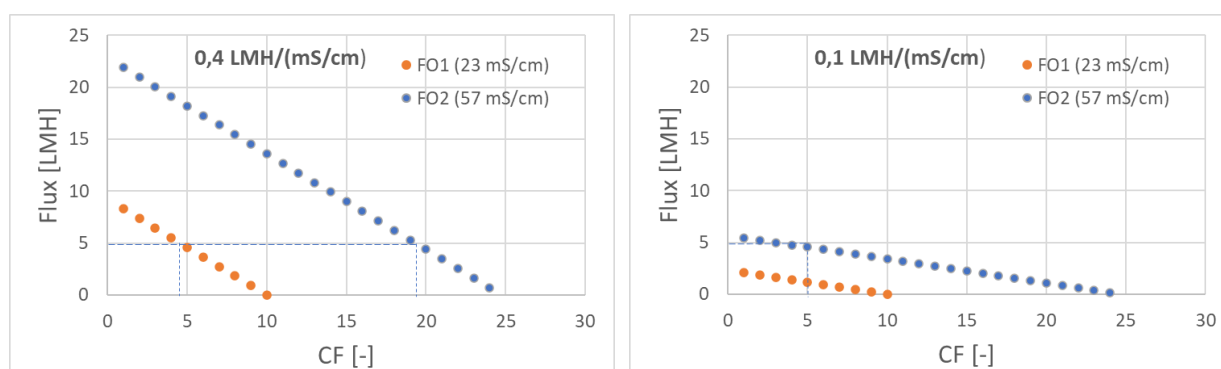 0,4 LMH/(mS/cm)
FO1 (23 mS/cm)
FO2 (57 mS/cm)
Flux [LMH]
25
20
15
10
5
0
0 5 10 15 20 25 30
CF [-]
0,1 LMH/(mS/cm)
FO1 (23 mS/cm)
FO2 (57 mS/cm)
Flux [LMH]
25
20
15
10
5
0
0 5 10 15 20 25 30
CF [-]